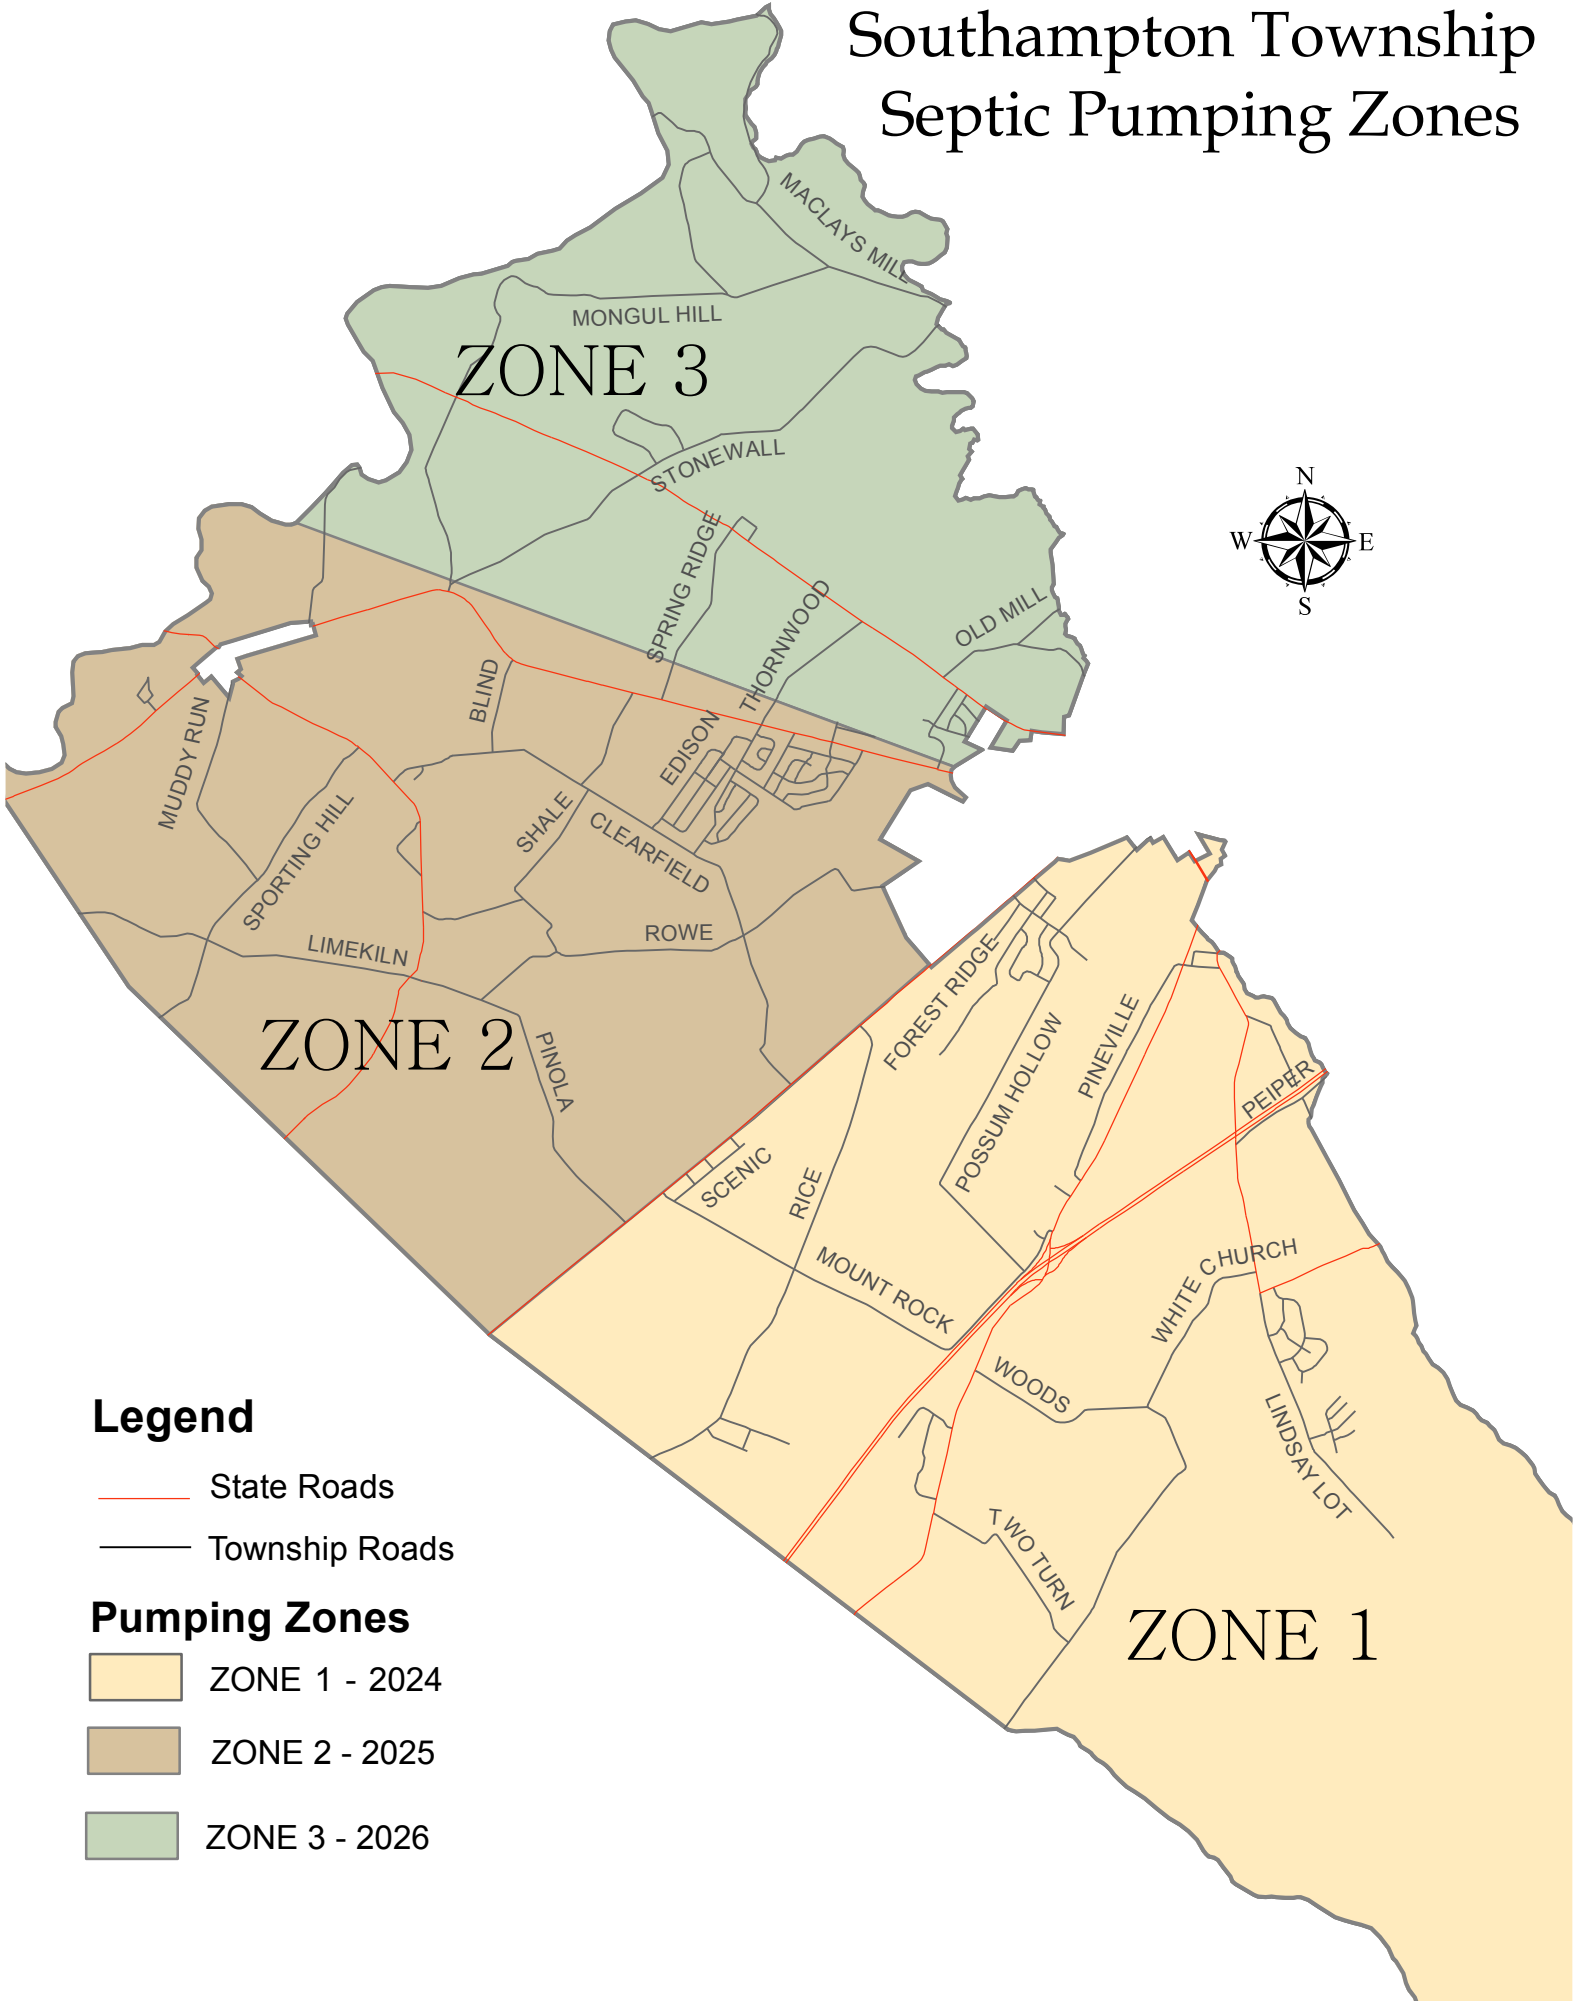 Southampton Township
Septic Pumping Zones
MACLAYS MILL
MONGUL HILL
ZONE 3
STONEWALL
SPRING RIDGE
THORNWOOD
OLD MILL
N
W
E
S
BLIND
MUDDY RUN
EDISON
SHALE
SPORTING HILL
CLEARFIELD
LIMEKILN
ROWE
ZONE 2
PINOLA
FOREST RIDGE
POSSUM HOLLOW
PINEVILLE
PEIPER
SCENIC
RICE
MOUNT ROCK
WHITE CHURCH
WOODS
LINDSAY LOT
TWO TURN
ZONE 1
Legend
State Roads
Township Roads
Pumping Zones
ZONE 1 - 2024
ZONE 2 - 2025
ZONE 3 - 2026